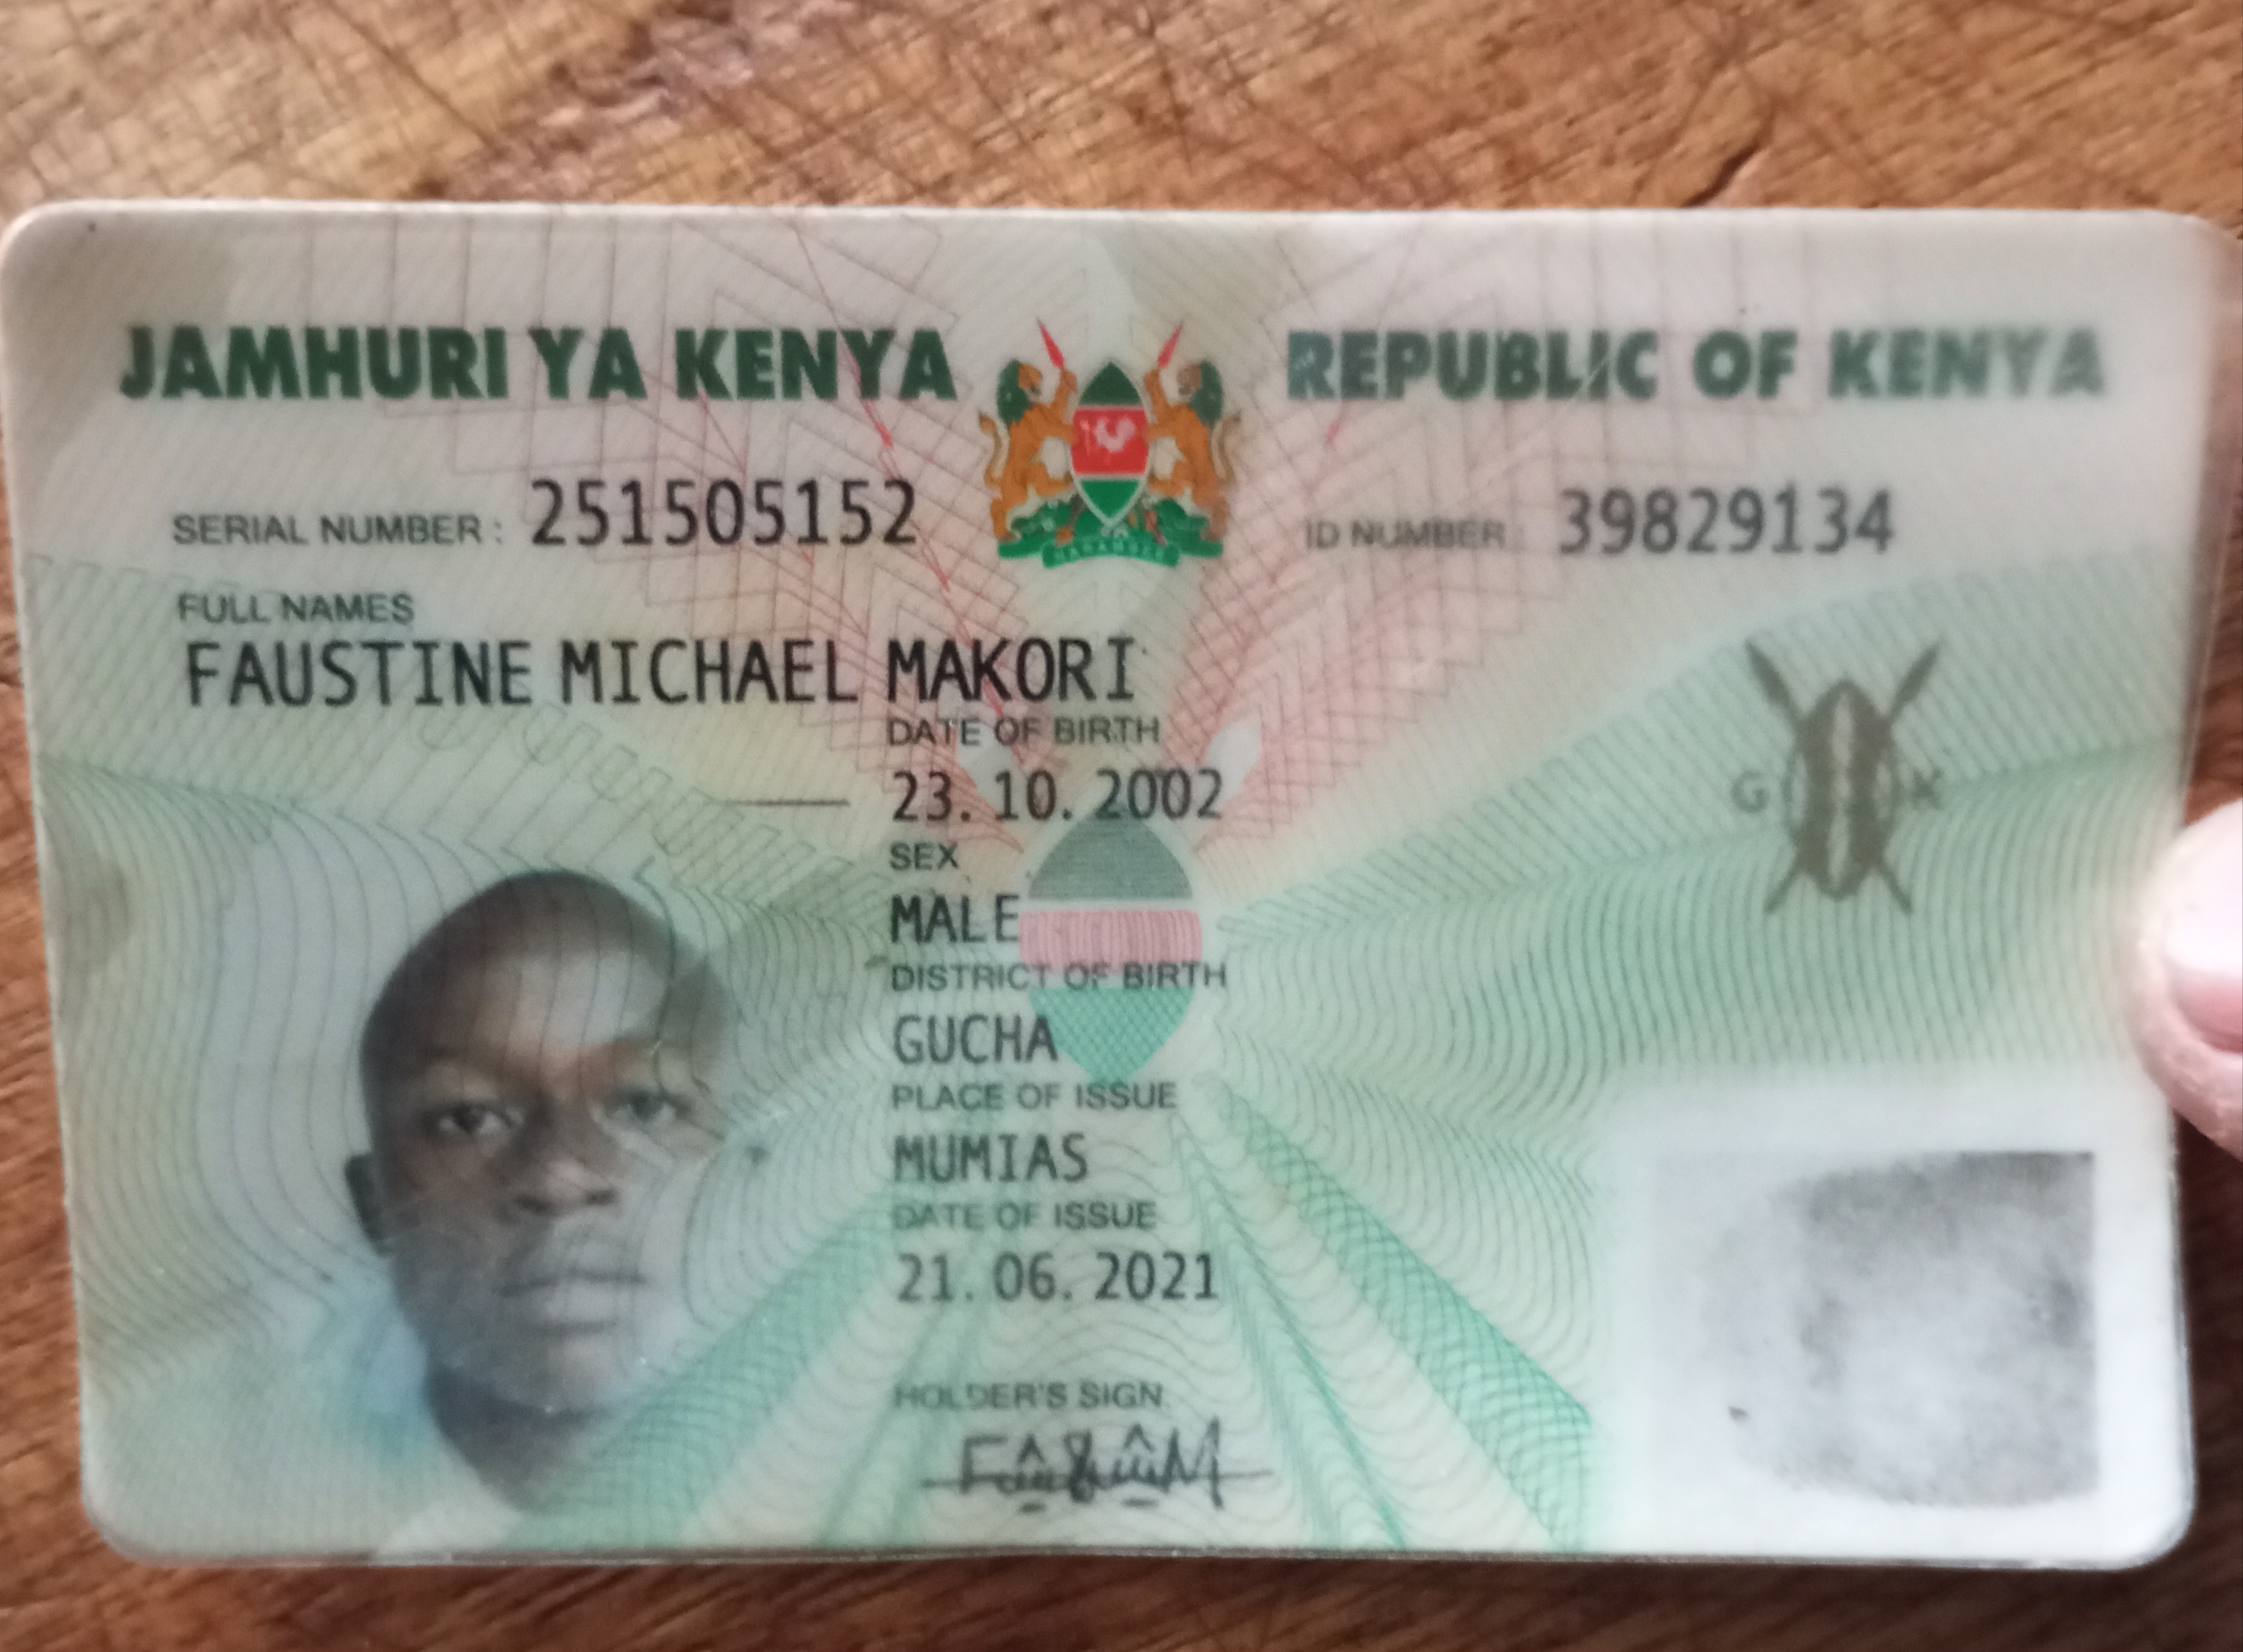 JAMHURI YA KENYA REPUBLIC OF KENYA
SERIAL NUMBER: 251505152 ID NUMBER: 39829134
FULL NAMES
FAUSTINE MICHAEL MAKORI
DATE OF BIRTH
23. 10. 2002
SEX
MALE
G K
DISTRICT OF BIRTH
GUCHA
PLACE OF ISSUE
MUMIAS
DATE OF ISSUE
21. 06. 2021
HOLDER'S SIGN